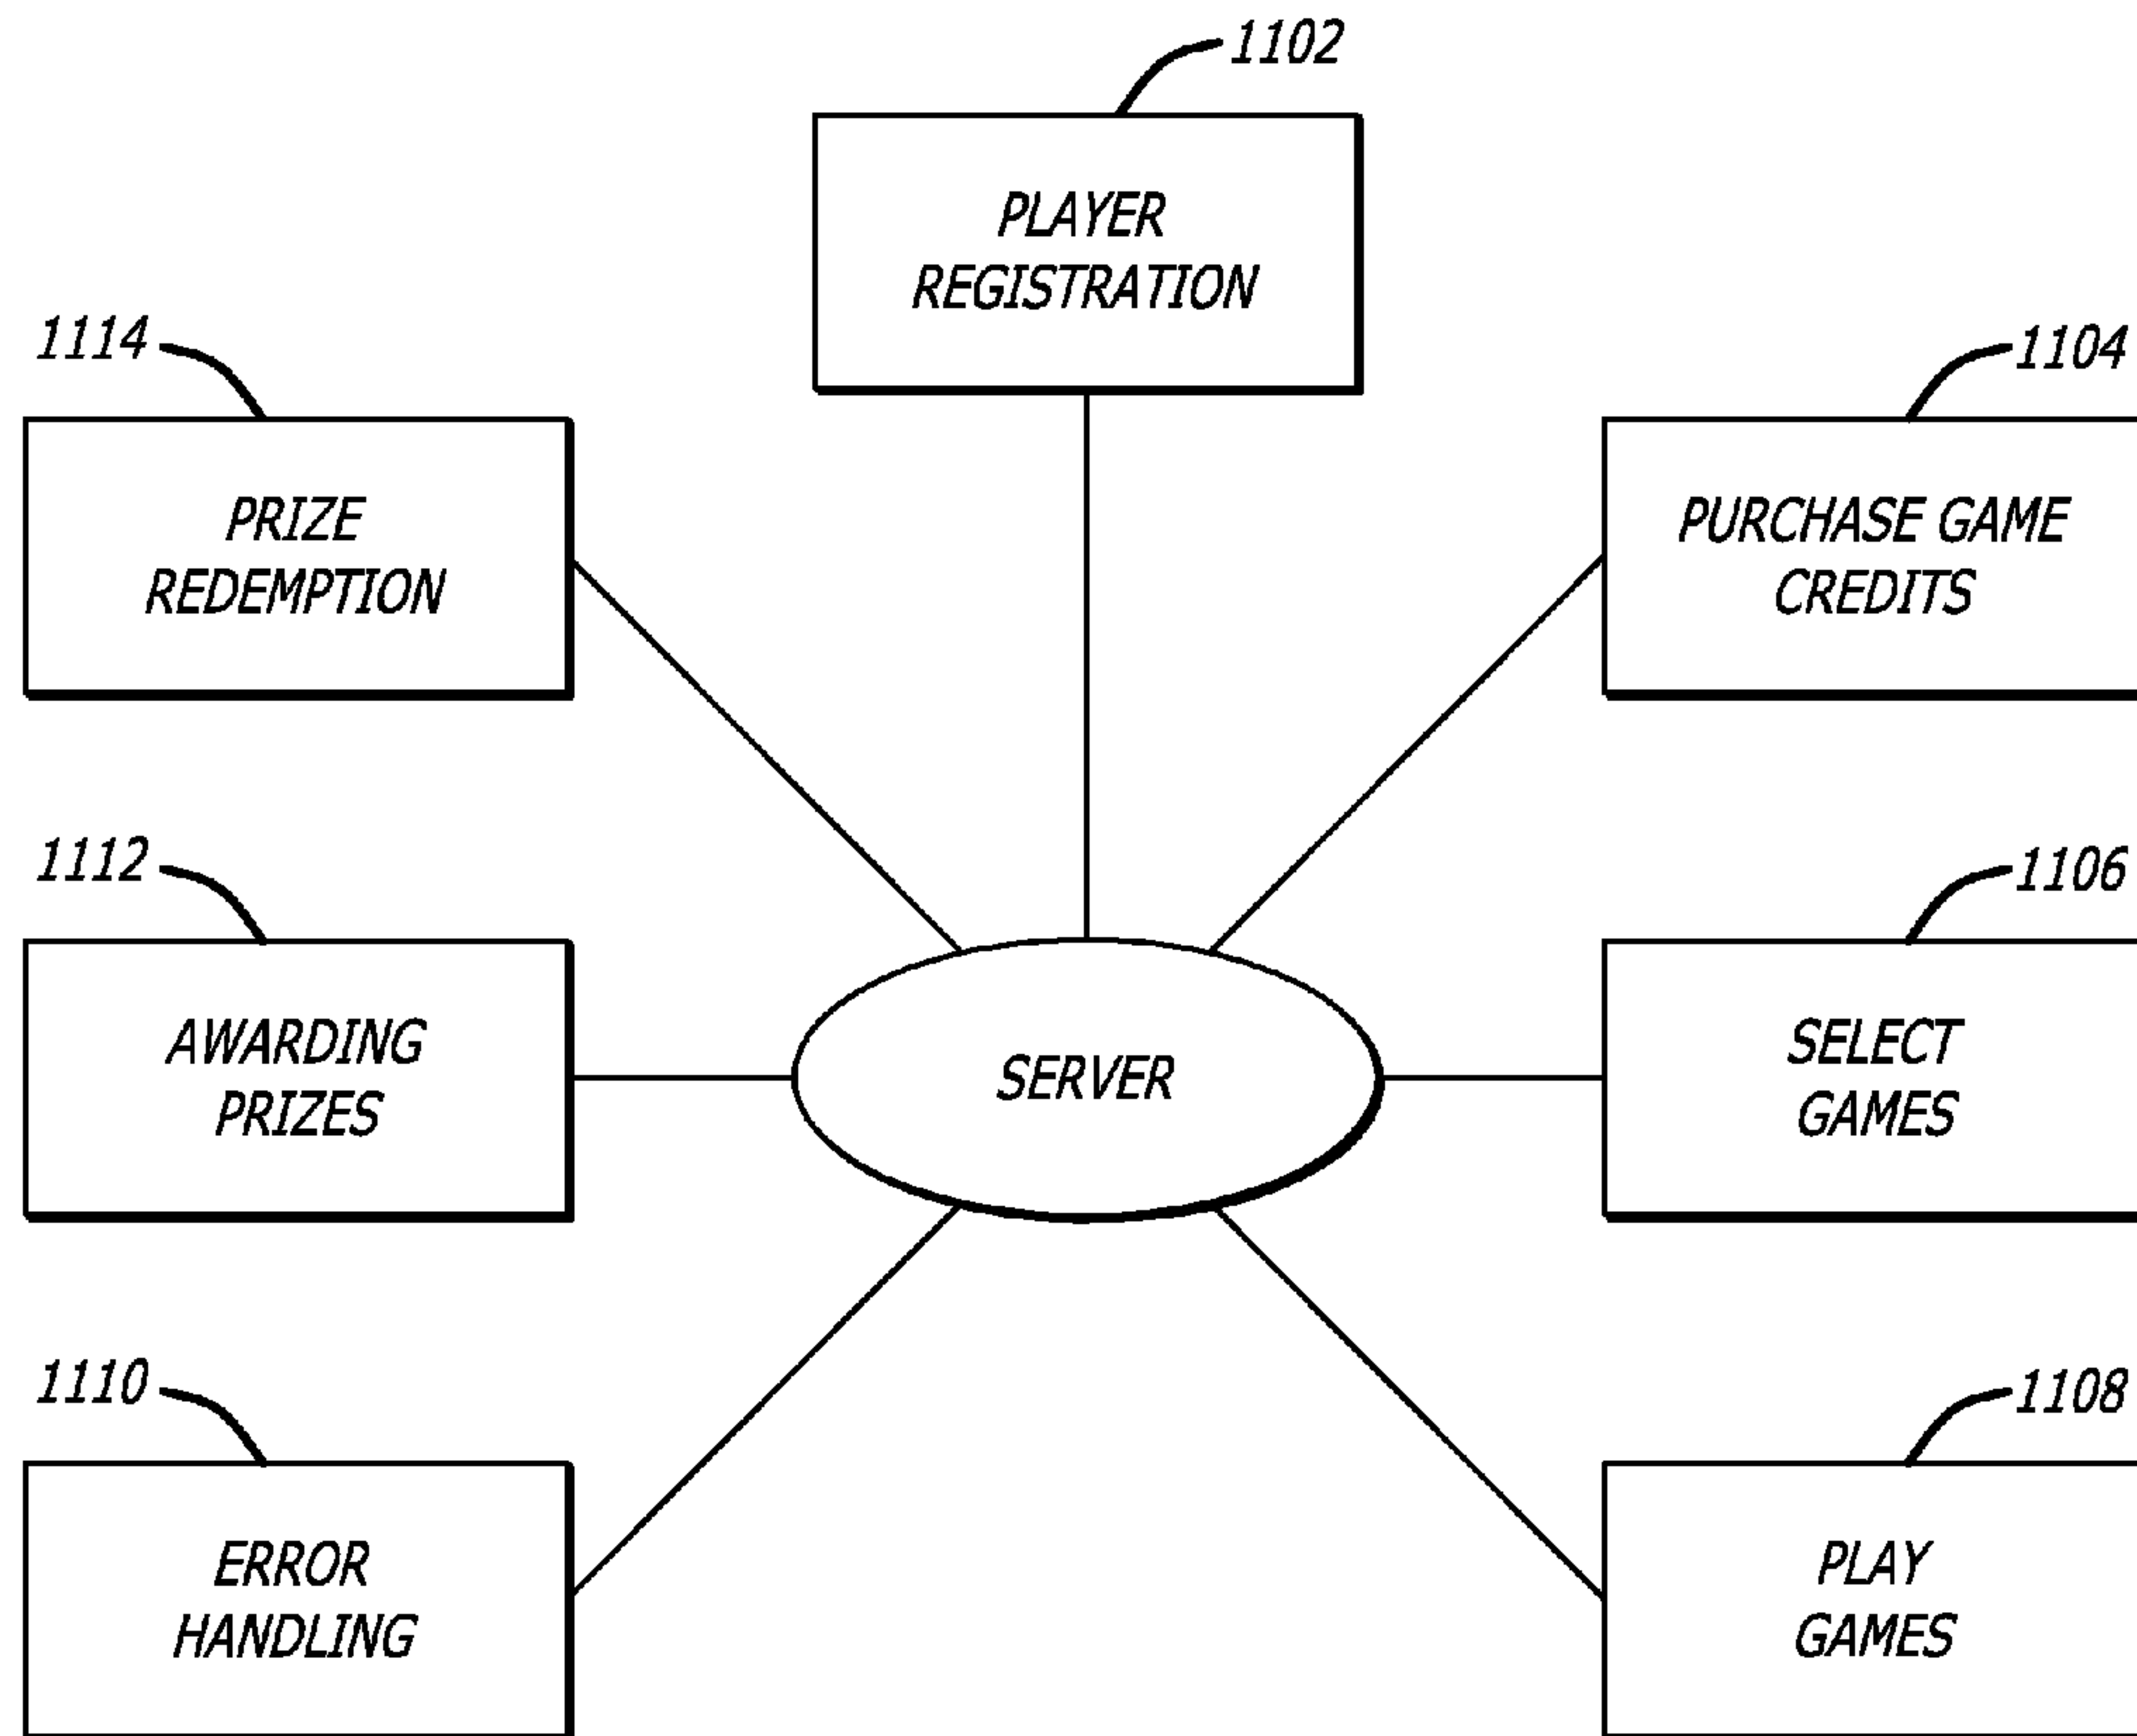 1102
PLAYER
REGISTRATION
1114
1104
PRIZE
REDEMPTION
PURCHASE GAME
CREDITS
1112
1106
AWARDING
PRIZES
SERVER
SELECT
GAMES
1110
1108
ERROR
HANDLING
PLAY
GAMES